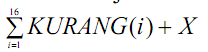 16
∑ KURANG(i) + X
i=1